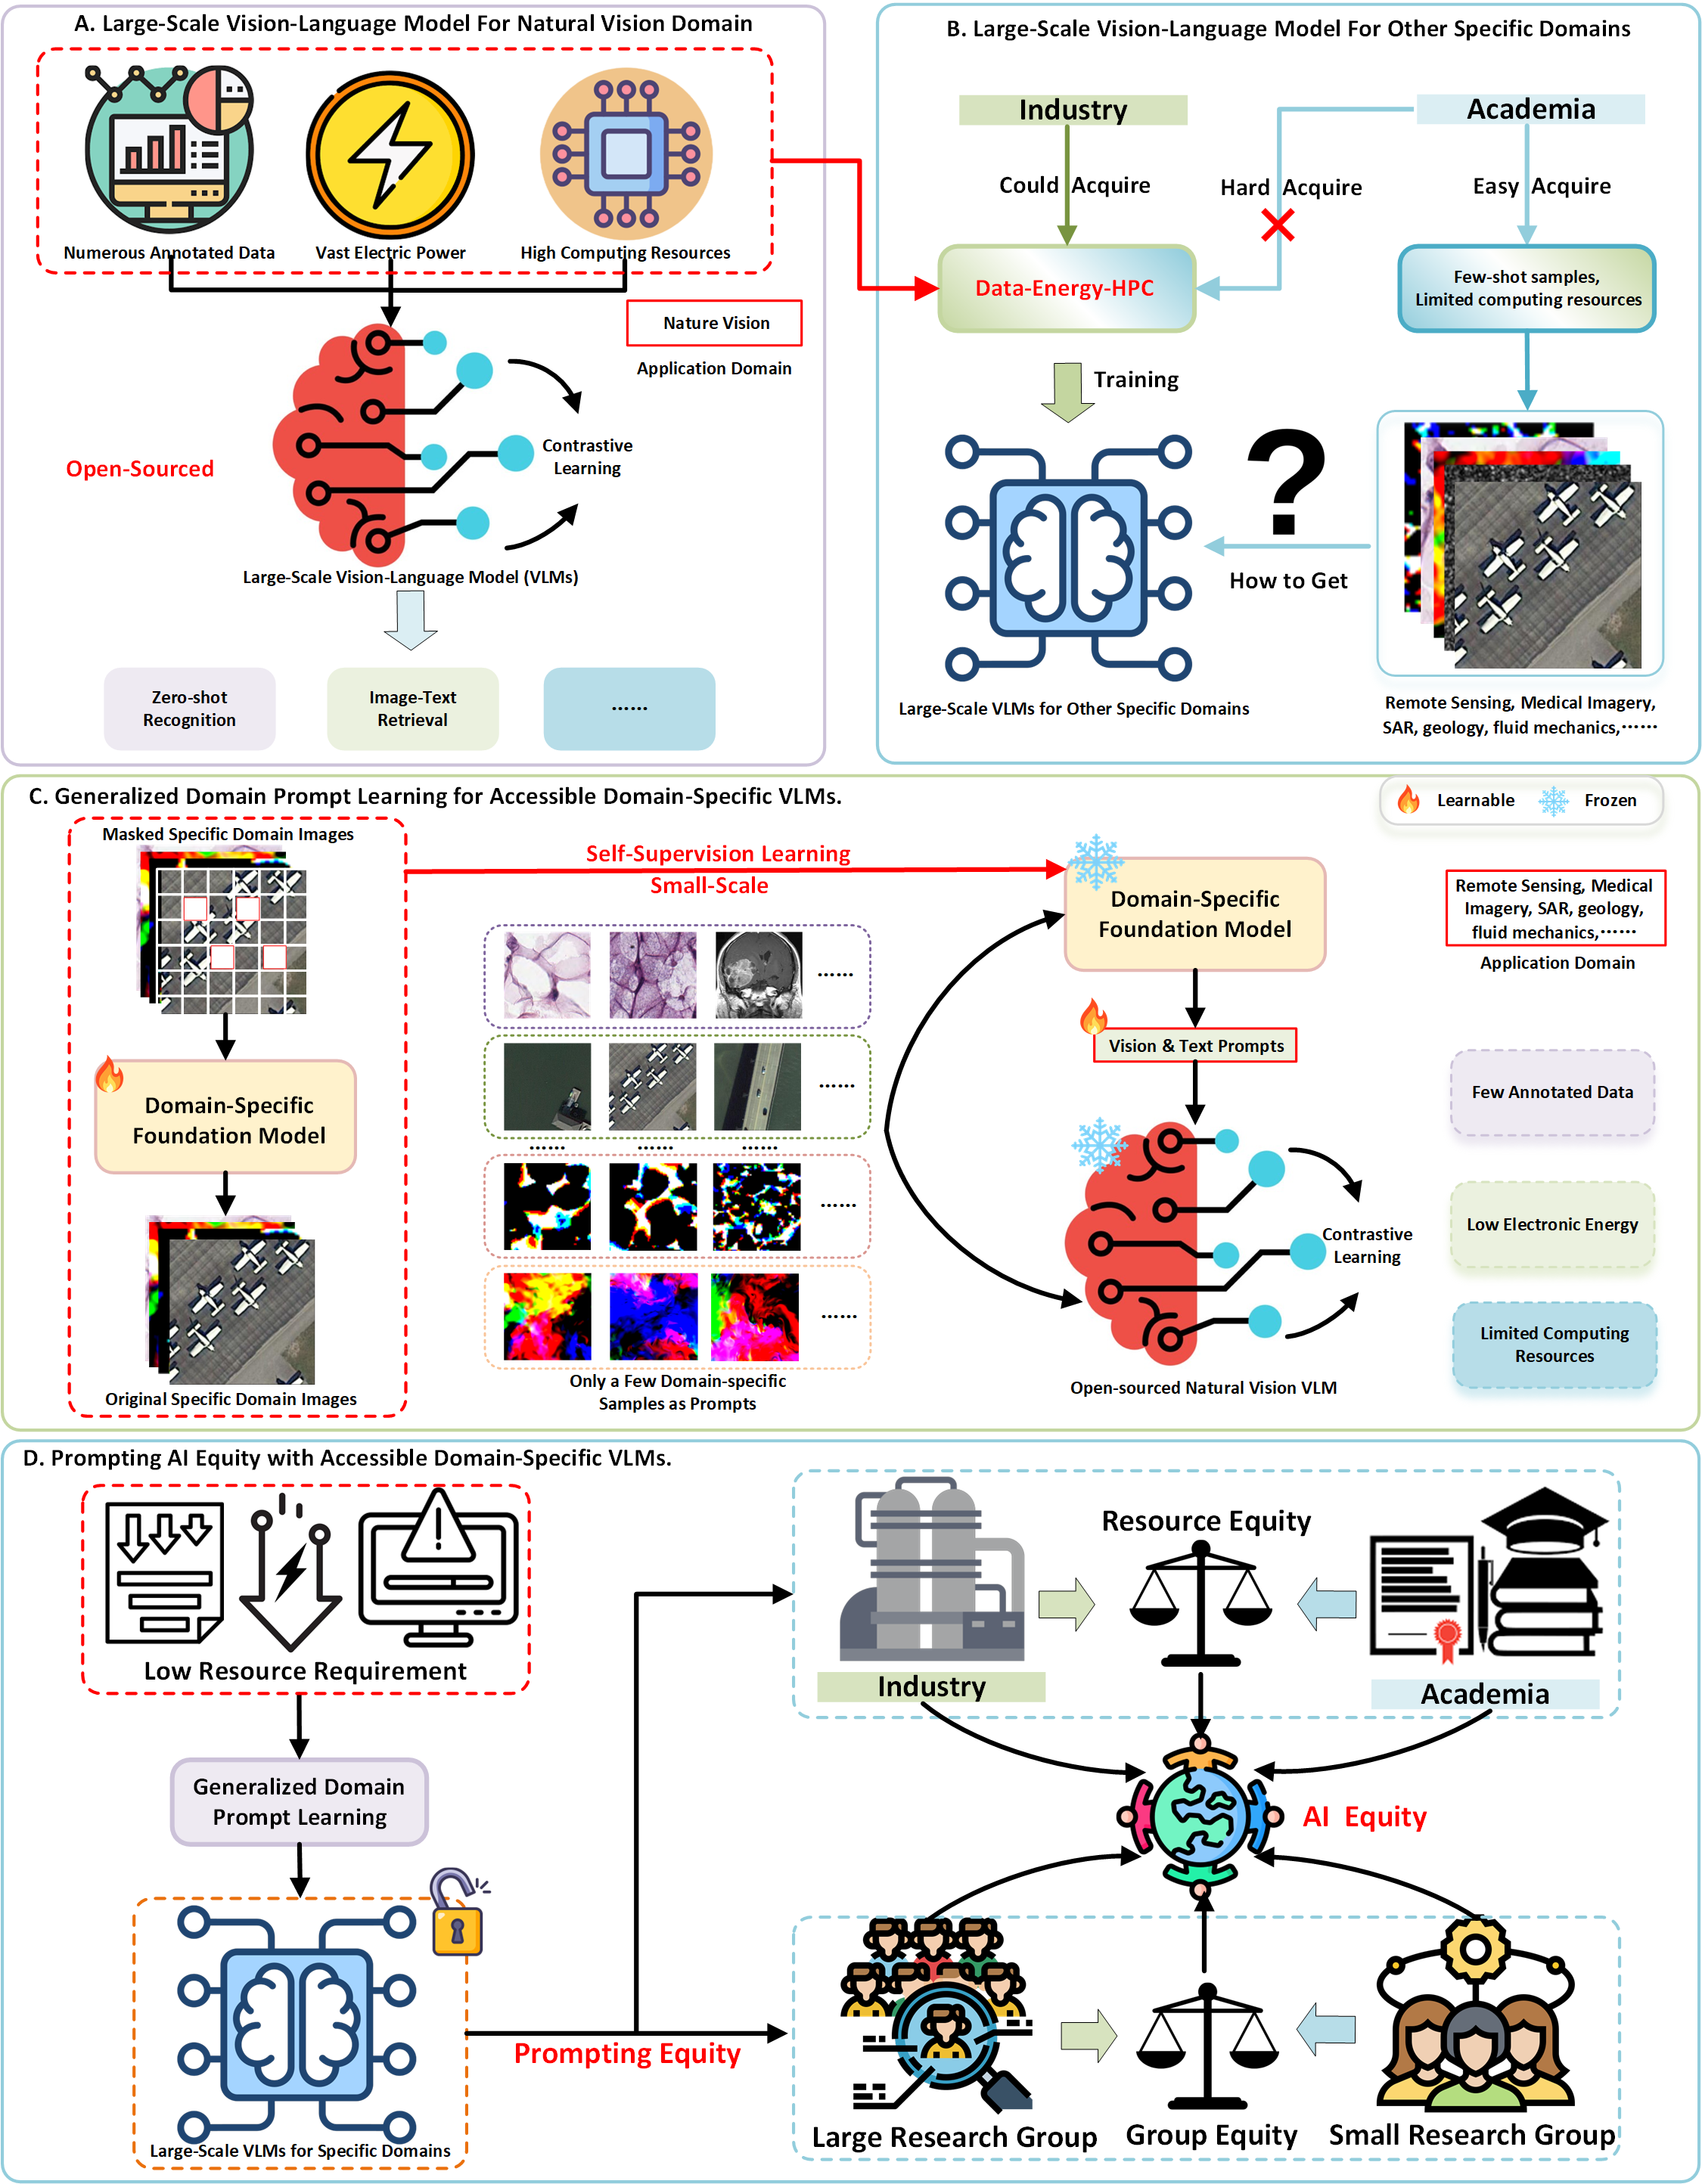 A. Large-Scale Vision-Language Model For Natural Vision Domain
Numerous Annotated Data
Vast Electric Power
High Computing Resources
Nature Vision
Application Domain
Open-Sourced
Contrastive
Learning
Large-Scale Vision-Language Model (VLMs)
Zero-shot
Recognition
Image-Text
Retrieval
......
B. Large-Scale Vision-Language Model For Other Specific Domains
Industry
Academia
Could Acquire
Hard Acquire
Easy Acquire
Data-Energy-HPC
Few-shot samples,
Limited computing resources
Training
?
How to Get
Large-Scale VLMs for Other Specific Domains
Remote Sensing, Medical Imagery,
SAR, geology, fluid mechanics,......
C. Generalized Domain Prompt Learning for Accessible Domain-Specific VLMs.
Learnable
Frozen
Masked Specific Domain Images
Domain-Specific
Foundation Model
Original Specific Domain Images
Self-Supervision Learning
Small-Scale
......
......
...... ...... ......
......
......
Only a Few Domain-specific
Samples as Prompts
Domain-Specific
Foundation Model
Vision & Text Prompts
Contrastive
Learning
Open-sourced Natural Vision VLM
Remote Sensing, Medical
Imagery, SAR, geology,
fluid mechanics,......
Application Domain
Few Annotated Data
Low Electronic Energy
Limited Computing
Resources
D. Prompting AI Equity with Accessible Domain-Specific VLMs.
Low Resource Requirement
Generalized Domain
Prompt Learning
Large-Scale VLMs for Specific Domains
Prompting Equity
Resource Equity
Industry
Academia
AI Equity
Large Research Group
Group Equity
Small Research Group